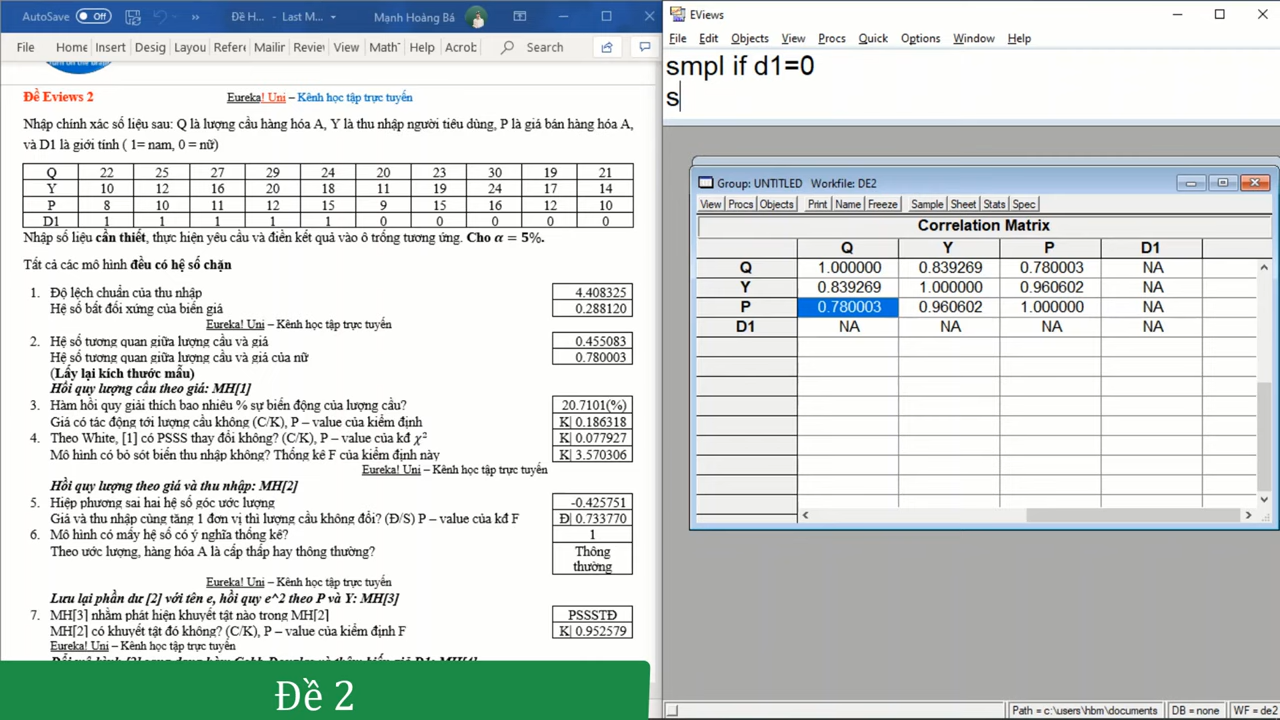 AutoSave Off Đề H... - Last M... Mạnh Hoàng Bá
File Home Insert Desig Layou Refere Mailir Review View Math Help Acrob Search
Đề Eviews 2 Eureka! Uni – Kênh học tập trực tuyến
Nhập chính xác số liệu sau: Q là lượng cầu hàng hóa A, Y là thu nhập người tiêu dùng, P là giá bán hàng hóa A,
và D1 là giới tính ( 1= nam, 0 = nữ)
Q 22 25 27 29 24 20 23 30 19 21
Y 10 12 16 20 18 11 19 24 17 14
P 8 10 11 12 15 9 15 16 12 10
D1 1 1 1 1 1 0 0 0 0 0
Nhập số liệu cần thiết, thực hiện yêu cầu và điền kết quả vào ô trống tương ứng. Cho α = 5%.
Tất cả các mô hình đều có hệ số chặn
1. Độ lệch chuẩn của thu nhập 4.408325
Hệ số bất đối xứng của biến giá 0.288120
Eureka! Uni – Kênh học tập trực tuyến
2. Hệ số tương quan giữa lượng cầu và giá 0.455083
Hệ số tương quan giữa lượng cầu và giá của nữ 0.780003
(Lấy lại kích thước mẫu)
Hồi quy lượng cầu theo giá: MH[1]
3. Hàm hồi quy giải thích bao nhiêu % sự biến động của lượng cầu? 20.7101(%)
Giá có tác động tới lượng cầu không (C/K), P – value của kiểm định K| 0.186318
4. Theo White, [1] có PSSS thay đổi không? (C/K), P – value của kđ χ² K| 0.077927
Mô hình có bỏ sót biến thu nhập không? Thống kê F của kiểm định này K| 3.570306
Eureka! Uni – Kênh học tập trực tuyến
Hồi quy lượng theo giá và thu nhập: MH[2]
5. Hiệp phương sai hai hệ số góc ước lượng -0.425751
Giá và thu nhập cùng tăng 1 đơn vị thì lượng cầu không đổi? (Đ/S) P – value của kđ F Đ| 0.733770
6. Mô hình có mấy hệ số có ý nghĩa thống kê? 1
Theo ước lượng, hàng hóa A là cấp thấp hay thông thường? Thông
thường
Eureka! Uni – Kênh học tập trực tuyến
Lưu lại phần dư [2] với tên e, hồi quy e^2 theo P và Y: MH[3]
7. MH[3] nhằm phát hiện khuyết tật nào trong MH[2] PSSSTĐ
MH[2] có khuyết tật đó không? (C/K), P – value của kiểm định F K| 0.952579
Eureka! Uni – Kênh học tập trực tuyến
Đề 2
EViews
File Edit Objects View Procs Quick Options Window Help
smpl if d1=0
s
Group: UNTITLED Workfile: DE2
View Procs Objects Print Name Freeze Sample Sheet Stats Spec
Correlation Matrix
Q Y P D1
Q 1.000000 0.839269 0.780003 NA
Y 0.839269 1.000000 0.960602 NA
P 0.780003 0.960602 1.000000 NA
D1 NA NA NA NA
Path = c:\users\hbm\documents DB = none WF = de2